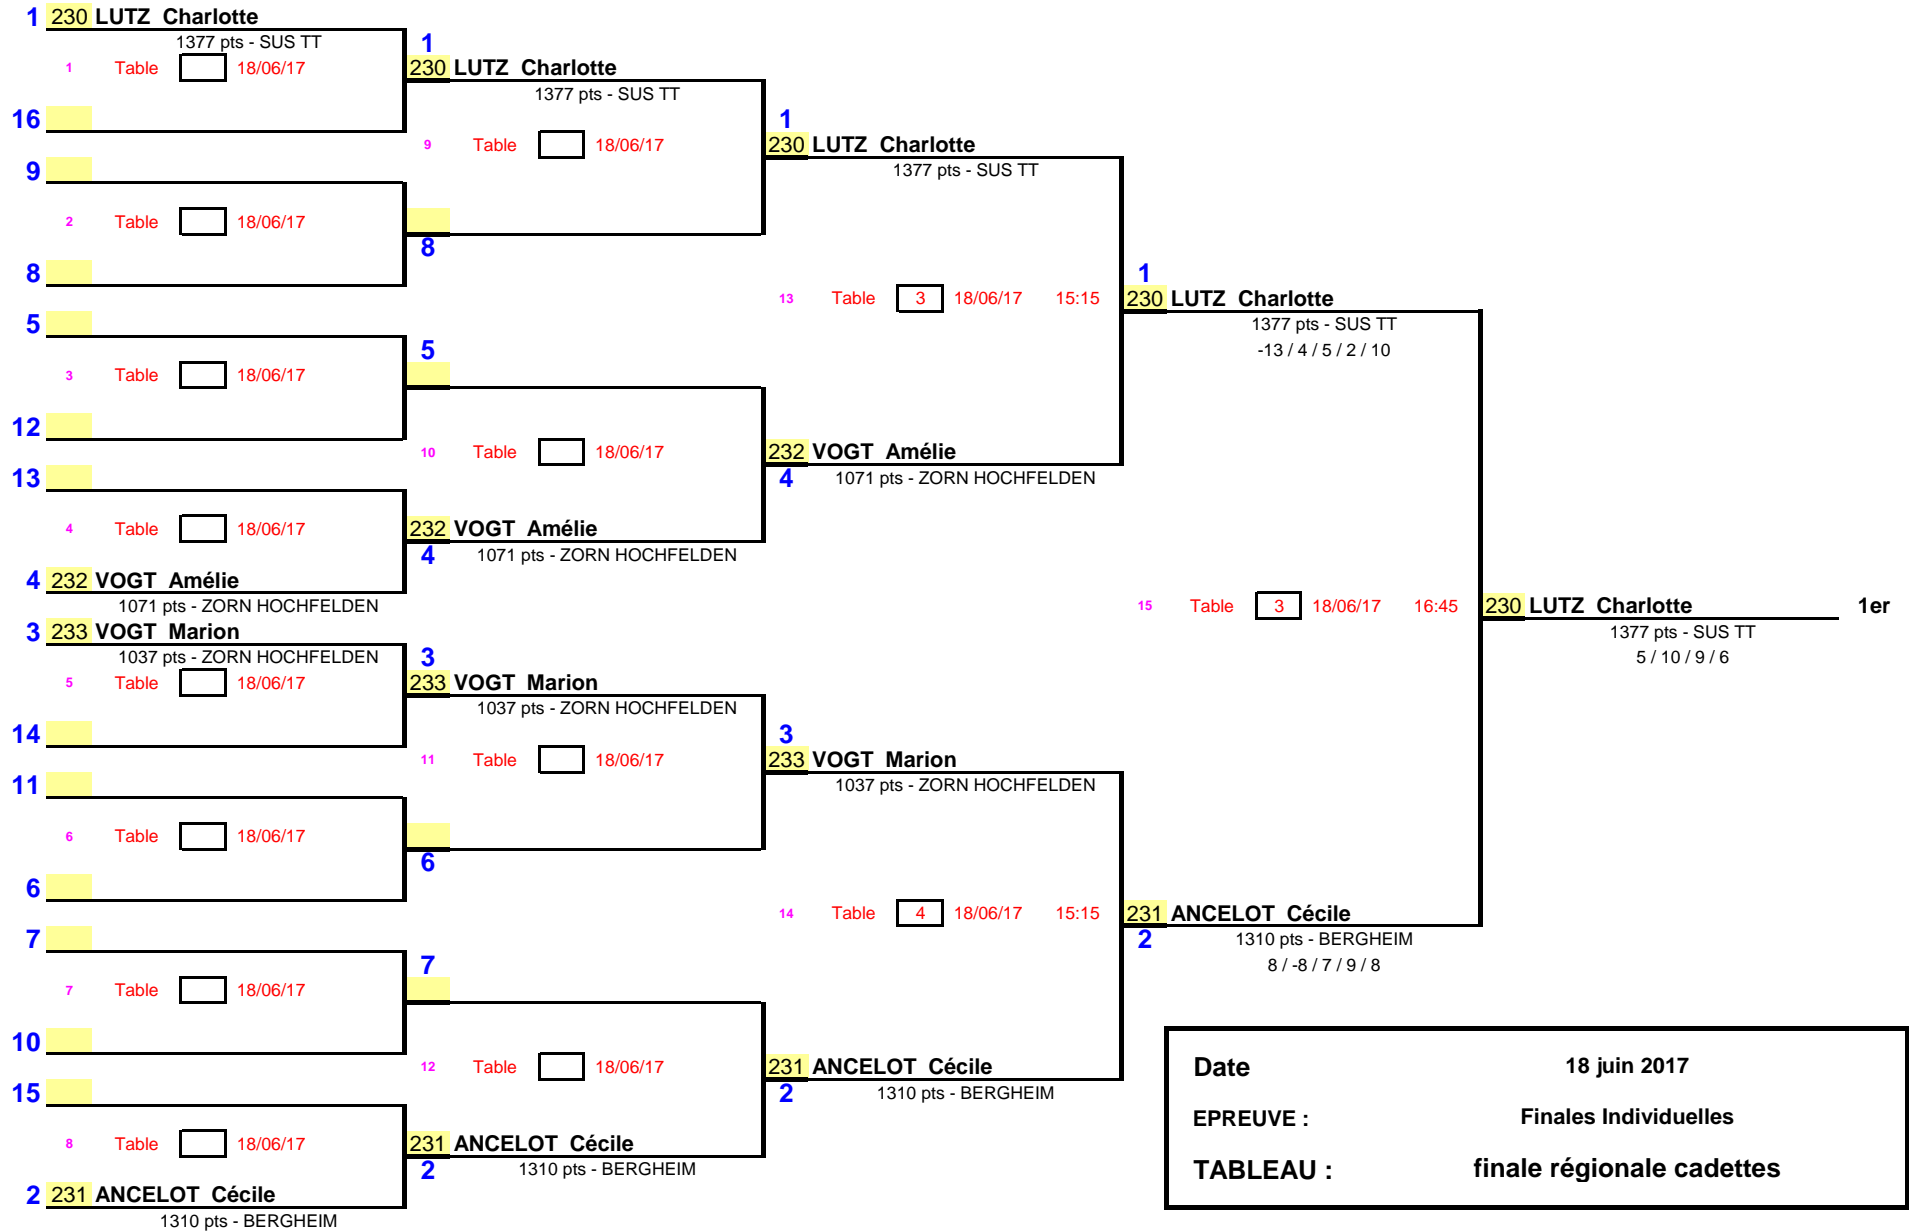 1 230 LUTZ Charlotte
1377 pts - SUS TT
1 Table 18/06/17
16
9
2 Table 18/06/17
8
5
3 Table 18/06/17
12
13
4 Table 18/06/17
4 232 VOGT Amélie
1071 pts - ZORN HOCHFELDEN
3 233 VOGT Marion
1037 pts - ZORN HOCHFELDEN
5 Table 18/06/17
14
11
6 Table 18/06/17
6
7
7 Table 18/06/17
10
15
8 Table 18/06/17
2 231 ANCELOT Cécile
1310 pts - BERGHEIM
1
230 LUTZ Charlotte
1377 pts - SUS TT
9 Table 18/06/17
8
5
10 Table 18/06/17
232 VOGT Amélie
4
1071 pts - ZORN HOCHFELDEN
3
233 VOGT Marion
1037 pts - ZORN HOCHFELDEN
11 Table 18/06/17
6
7
12 Table 18/06/17
231 ANCELOT Cécile
2
1310 pts - BERGHEIM
1
230 LUTZ Charlotte
1377 pts - SUS TT
13 Table 3 18/06/17 15:15
232 VOGT Amélie
4
1071 pts - ZORN HOCHFELDEN
3
233 VOGT Marion
1037 pts - ZORN HOCHFELDEN
14 Table 4 18/06/17 15:15
231 ANCELOT Cécile
2
1310 pts - BERGHEIM
1
230 LUTZ Charlotte
1377 pts - SUS TT
-13 / 4 / 5 / 2 / 10
15 Table 3 18/06/17 16:45
231 ANCELOT Cécile
2
1310 pts - BERGHEIM
8 / -8 / 7 / 9 / 8
230 LUTZ Charlotte 1er
1377 pts - SUS TT
5 / 10 / 9 / 6
Date 18 juin 2017
EPREUVE : Finales Individuelles
TABLEAU : finale régionale cadettes